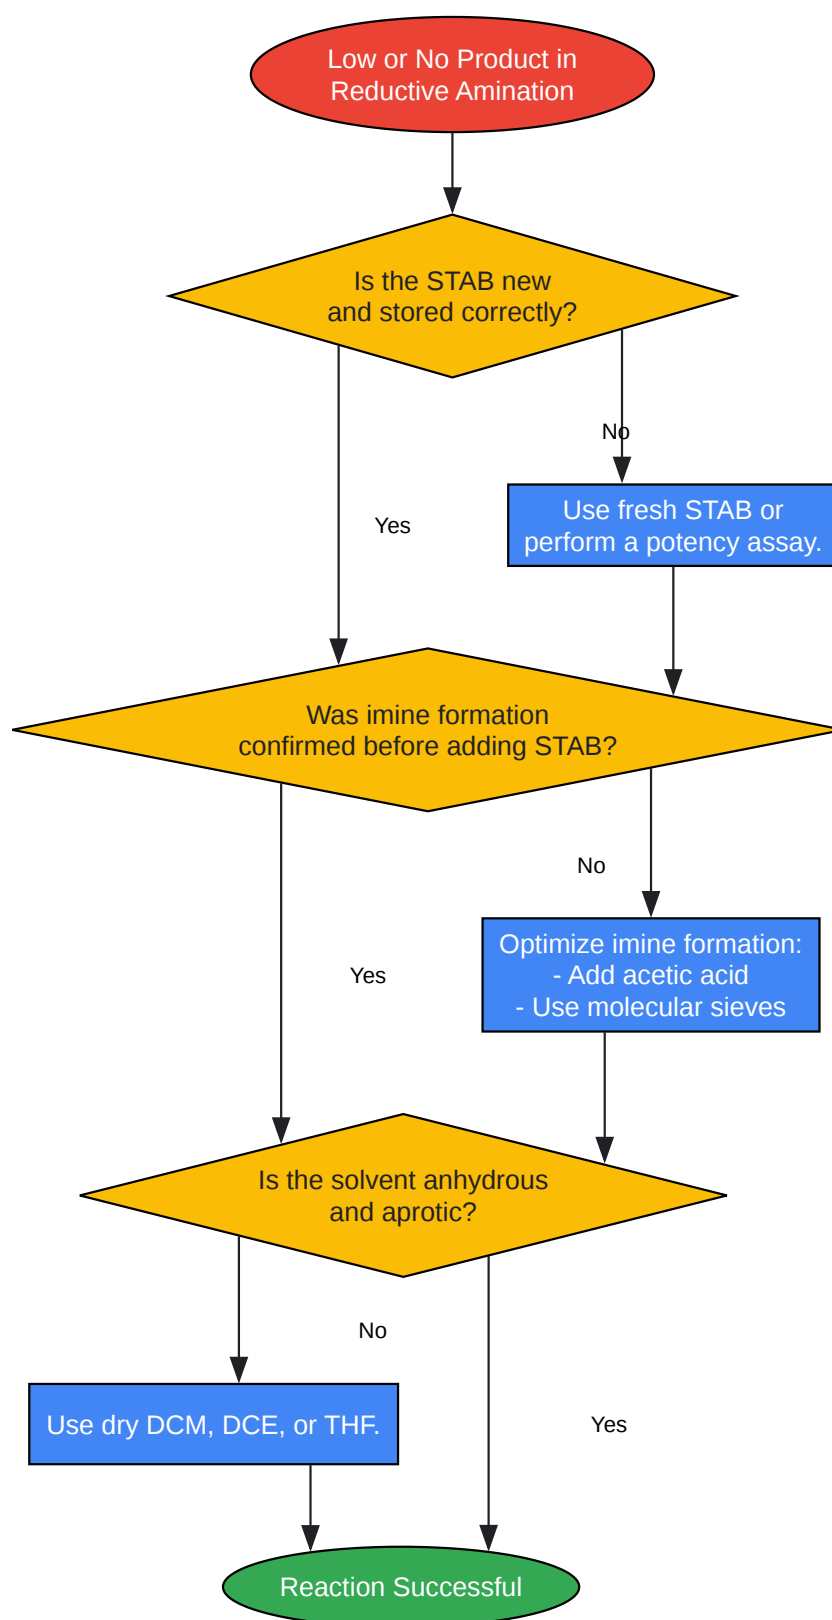 Low or No Product in
Reductive Amination
Is the STAB new
and stored correctly?
No
Use fresh STAB or
perform a potency assay.
Yes
Was imine formation
confirmed before adding STAB?
No
Optimize imine formation:
- Add acetic acid
- Use molecular sieves
Yes
Is the solvent anhydrous
and aprotic?
No
Use dry DCM, DCE, or THF.
Yes
Reaction Successful